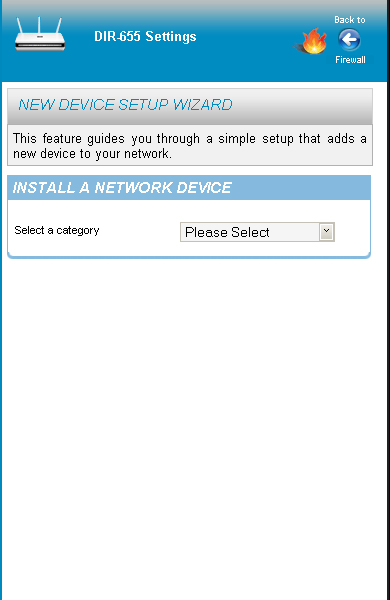 Back to
DIR-655 Settings
Firewall
NEW DEVICE SETUP WIZARD
This feature guides you through a simple setup that adds a
new device to your network.
INSTALL A NETWORK DEVICE
Select a category
Please Select